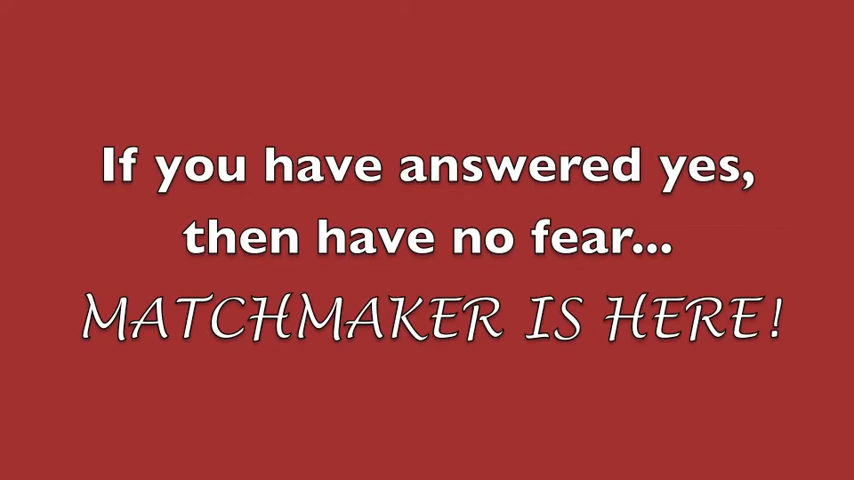 If you have answered yes,
then have no fear...
MATCHMAKER IS HERE!